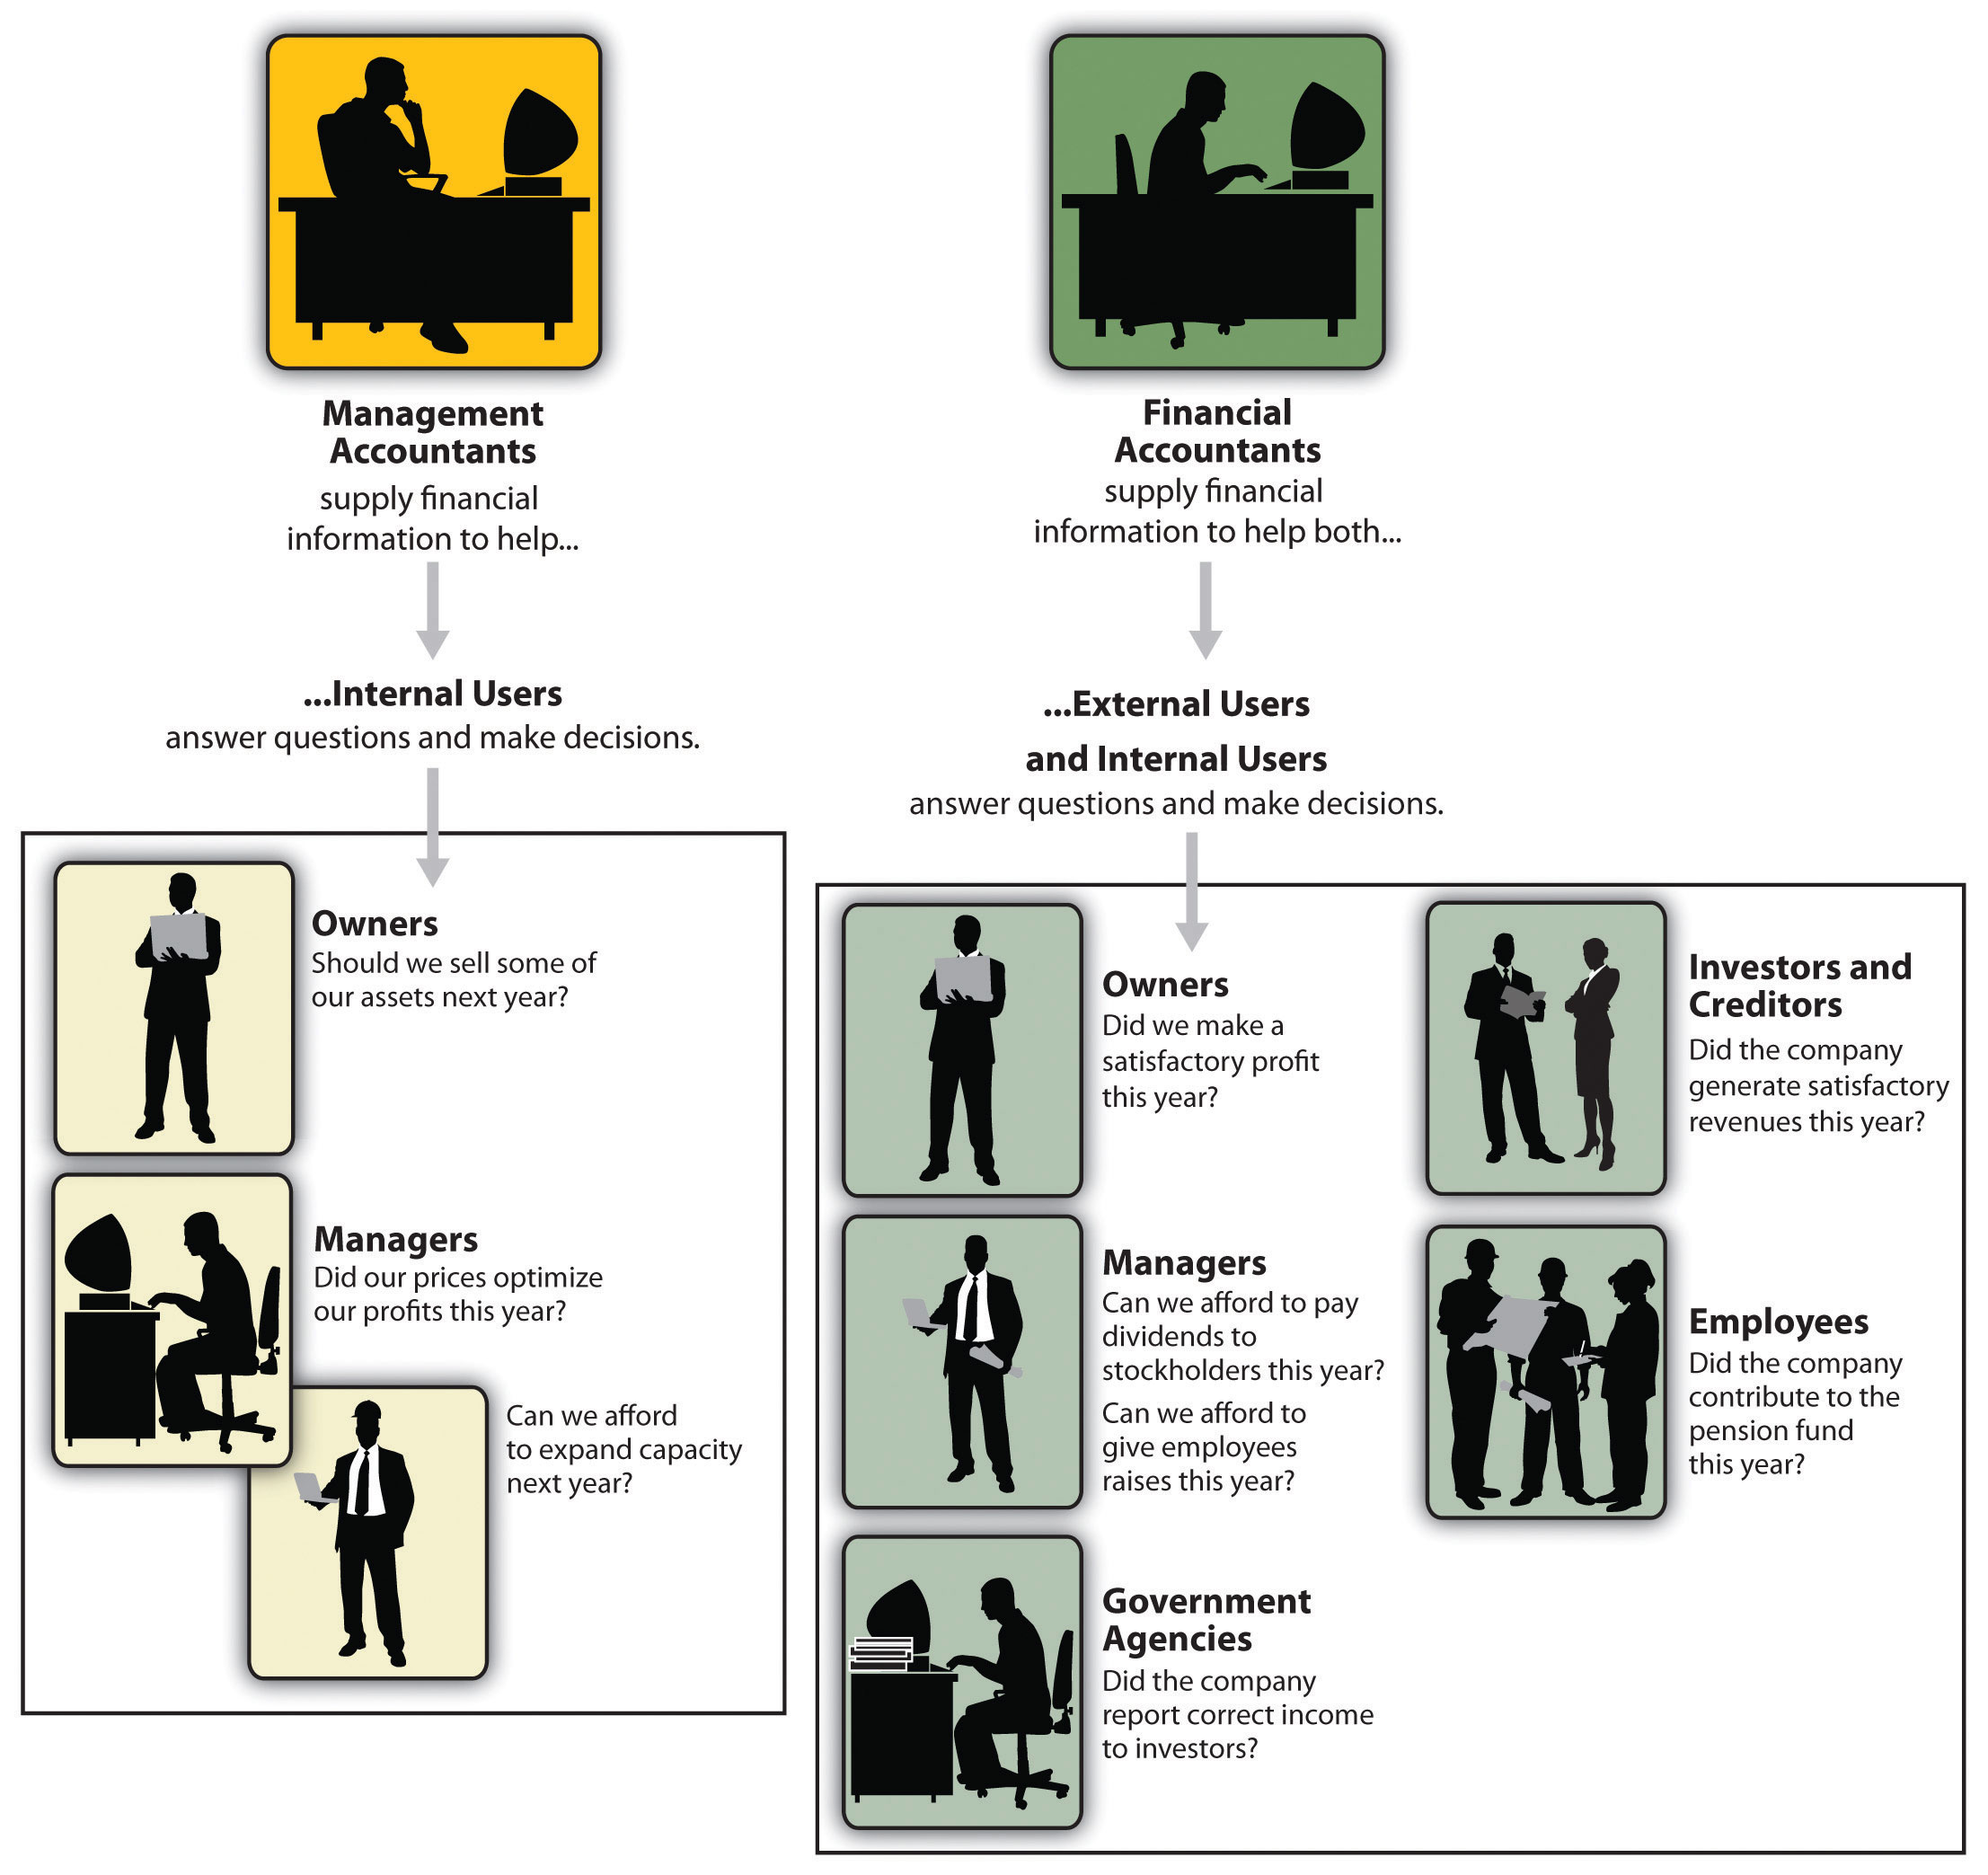 Management
Accountants
supply financial
information to help...
...Internal Users
answer questions and make decisions.
Owners
Should we sell some of
our assets next year?
Managers
Did our prices optimize
our profits this year?
Can we afford
to expand capacity
next year?
Financial
Accountants
supply financial
information to help both...
...External Users
and Internal Users
answer questions and make decisions.
Owners
Did we make a
satisfactory profit
this year?
Managers
Can we afford to pay
dividends to
stockholders this year?
Can we afford to
give employees
raises this year?
Government
Agencies
Did the company
report correct income
to investors?
Investors and
Creditors
Did the company
generate satisfactory
revenues this year?
Employees
Did the company
contribute to the
pension fund
this year?